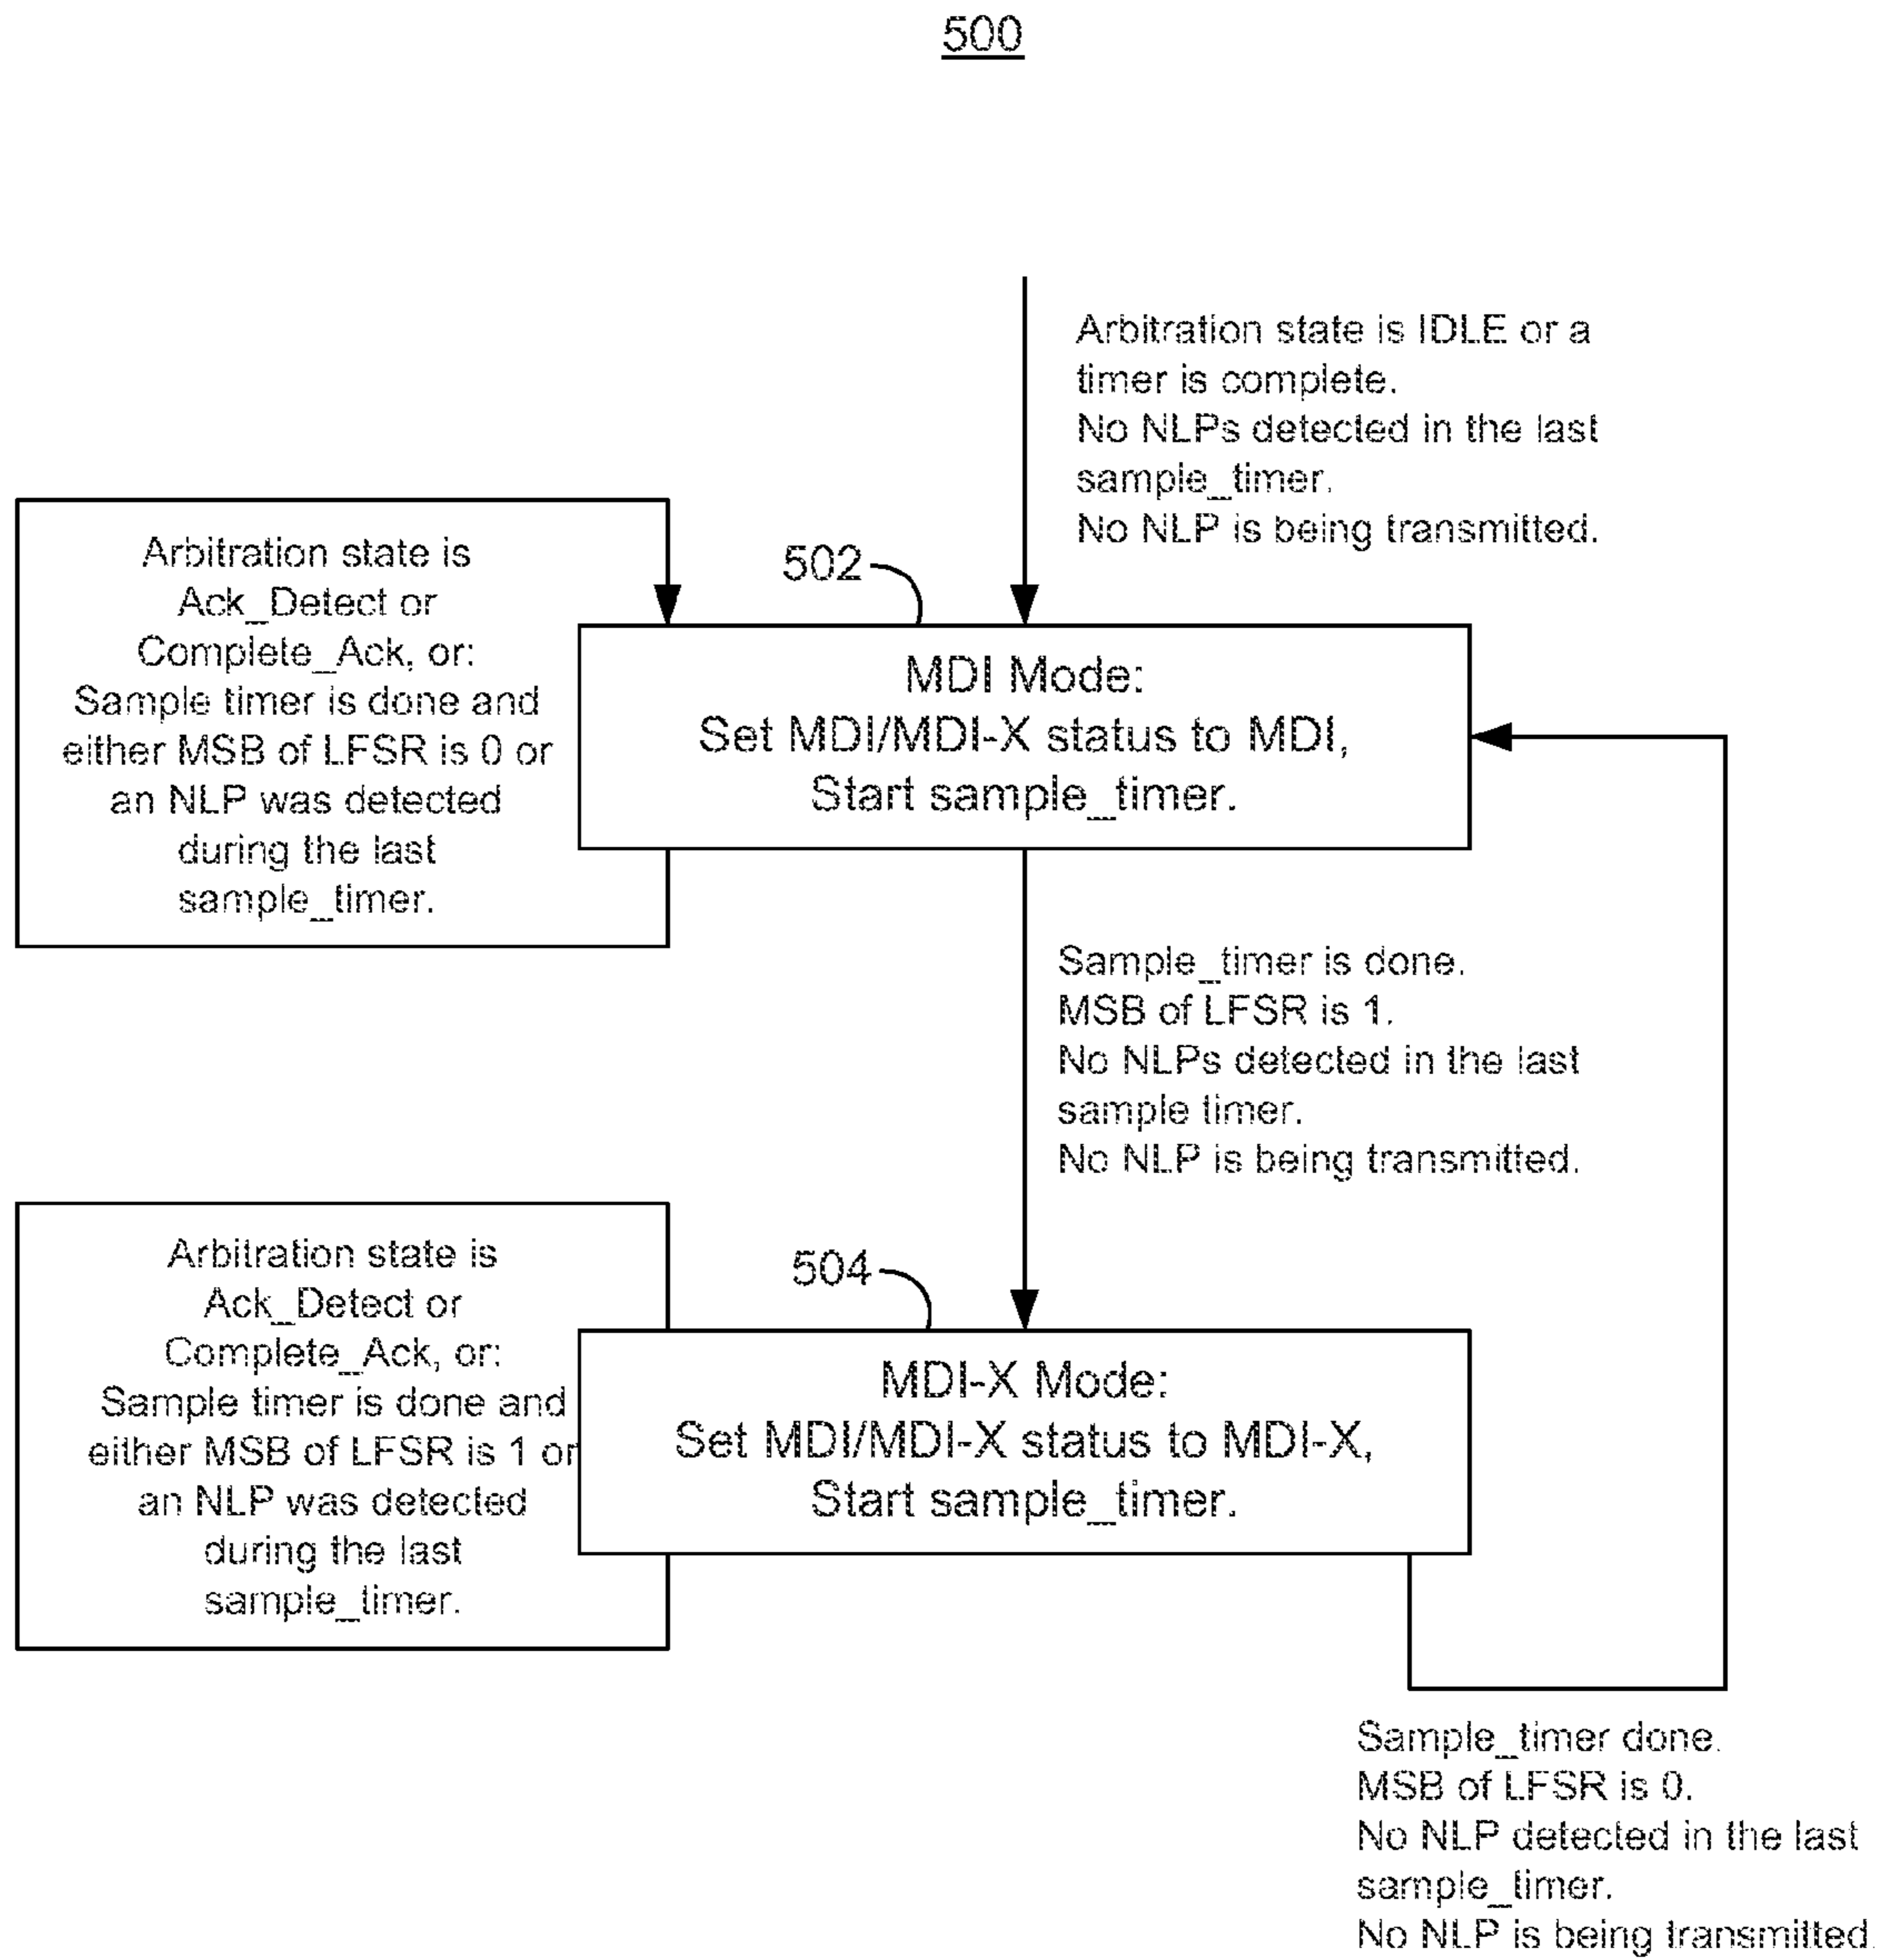 500
Arbitration state is IDLE or a
timer is complete.
No NLPs detected in the last
sample_timer.
No NLP is being transmitted.
Arbitration state is
Ack_Detect or
Complete_Ack, or:
Sample timer is done and
either MSB of LFSR is 0 or
an NLP was detected
during the last
sample_timer.
502
MDI Mode:
Set MDI/MDI-X status to MDI,
Start sample_timer.
Sample_timer is done.
MSB of LFSR is 1.
No NLPs detected in the last
sample timer.
No NLP is being transmitted.
Arbitration state is
Ack_Detect or
Complete_Ack, or:
Sample timer is done and
either MSB of LFSR is 1 or
an NLP was detected
during the last
sample_timer.
504
MDI-X Mode:
Set MDI/MDI-X status to MDI-X,
Start sample_timer.
Sample_timer done.
MSB of LFSR is 0.
No NLP detected in the last
sample_timer.
No NLP is being transmitted.